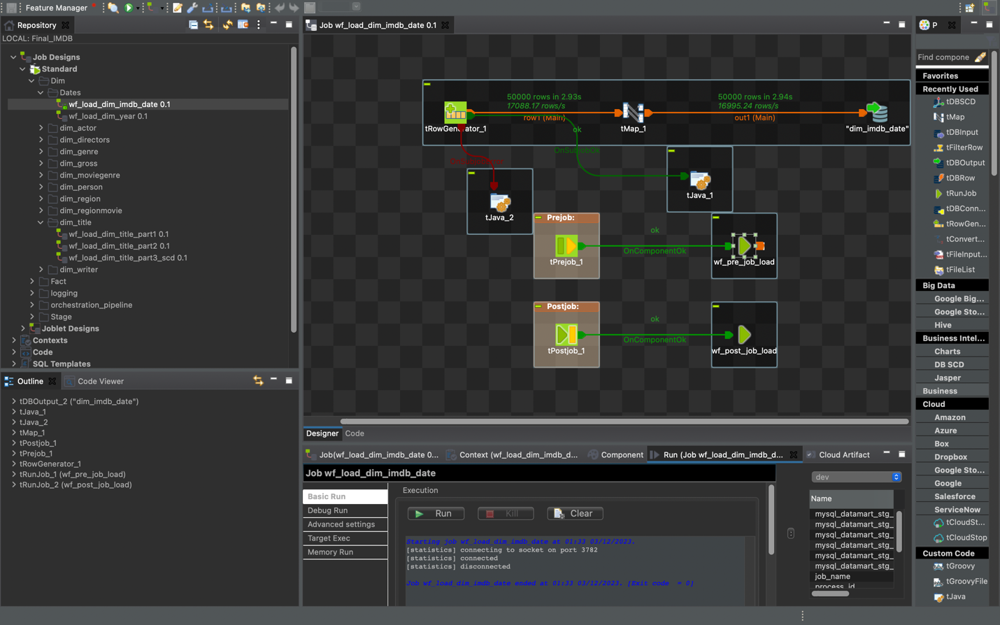 Feature Manager
Repository
LOCAL: Final_IMDB
Job Designs
Standard
Dim
Dates
wf_load_dim_imdb_date 0.1
wf_load_dim_year 0.1
dim_actor
dim_directors
dim_genre
dim_gross
dim_moviegenre
dim_person
dim_region
dim_regionmovie
dim_title
wf_load_dim_title_part1 0.1
wf_load_dim_title_part2 0.1
wf_load_dim_title_part3_scd 0.1
dim_writer
Fact
logging
orchestration_pipeline
Stage
Joblet Designs
Contexts
Code
SQL Templates
Outline
Code Viewer
tDBOutput_2 ("dim_imdb_date")
tJava_1
tJava_2
tMap_1
tPostjob_1
tPrejob_1
tRowGenerator_1
tRunJob_1 (wf_pre_job_load)
tRunJob_2 (wf_post_job_load)
Job wf_load_dim_imdb_date 0.1
50000 rows in 2.93s
17088.17 rows/s
row1 (Main)
50000 rows in 2.94s
16995.24 rows/s
out1 (Main)
tRowGenerator_1
ok
tMap_1
"dim_imdb_date"
OnSubjobOk
tJava_1
tJava_2
Prejob:
ok
OnComponentOk
tPrejob_1
wf_pre_job_load
Postjob:
ok
OnComponentOk
tPostjob_1
wf_post_job_load
Designer
Code
Job(wf_load_dim_imdb_date 0...
Context (wf_load_dim_imdb_d...
Component
Run (Job wf_load_dim_imdb_d...
Cloud Artifact
Job wf_load_dim_imdb_date
Basic Run
Debug Run
Advanced settings
Target Exec
Memory Run
Execution
Run
Kill
Clear
Starting job wf_load_dim_imdb_date at 01:33 03/12/2023.
[statistics] connecting to socket on port 3782
[statistics] connected
[statistics] disconnected
Job wf_load_dim_imdb_date ended at 01:33 03/12/2023. [Exit code  = 0]
dev
Name
mysql_datamart_stg_
mysql_datamart_stg_
mysql_datamart_stg_
mysql_datamart_stg_
mysql_datamart_stg_
mysql_datamart_stg_
job_name
process_id
P
Find compone
Favorites
Recently Used
tDBSCD
tMap
tDBInput
tFilterRow
tDBOutput
tDBRow
tRunJob
tDBConn...
tRowGen...
tConvert...
tFileInput...
tFileList
Big Data
Google Big...
Google Sto...
Hive
Business Intel...
Charts
DB SCD
Jasper
Business
Cloud
Amazon
Azure
Box
Dropbox
Google Sto...
Google
Salesforce
ServiceNow
tCloudSt...
tCloudStop
Custom Code
tGroovy
tGroovyFile
tJava